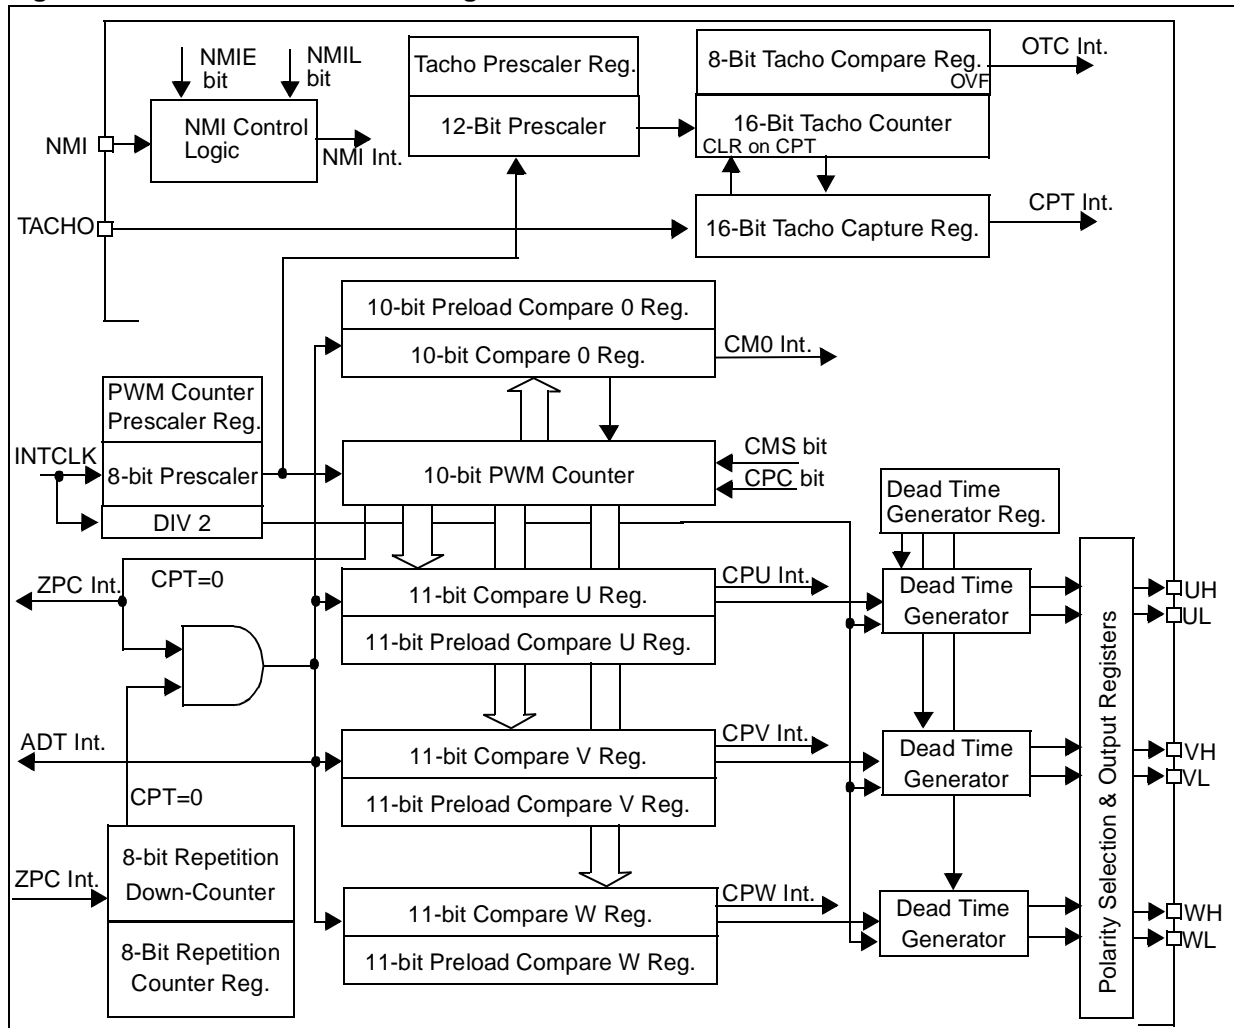 NMIE
bit
NMIL
bit
NMI
NMI Control
Logic
NMI Int.
Tacho Prescaler Reg.
12-Bit Prescaler
8-Bit Tacho Compare Reg.
OVF
OTC Int.
16-Bit Tacho Counter
CLR on CPT
TACHO
16-Bit Tacho Capture Reg.
CPT Int.
10-bit Preload Compare 0 Reg.
10-bit Compare 0 Reg.
CM0 Int.
PWM Counter
Prescaler Reg.
INTCLK
8-bit Prescaler
DIV 2
10-bit PWM Counter
CMS bit
CPC bit
Dead Time
Generator Reg.
ZPC Int.
CPT=0
11-bit Compare U Reg.
11-bit Preload Compare U Reg.
CPU Int.
Dead Time
Generator
UH
UL
ADT Int.
CPT=0
11-bit Compare V Reg.
11-bit Preload Compare V Reg.
CPV Int.
Dead Time
Generator
VH
VL
ZPC Int.
8-bit Repetition
Down-Counter
8-Bit Repetition
Counter Reg.
11-bit Compare W Reg.
11-bit Preload Compare W Reg.
CPW Int.
Dead Time
Generator
WH
WL
Polarity Selection & Output Registers